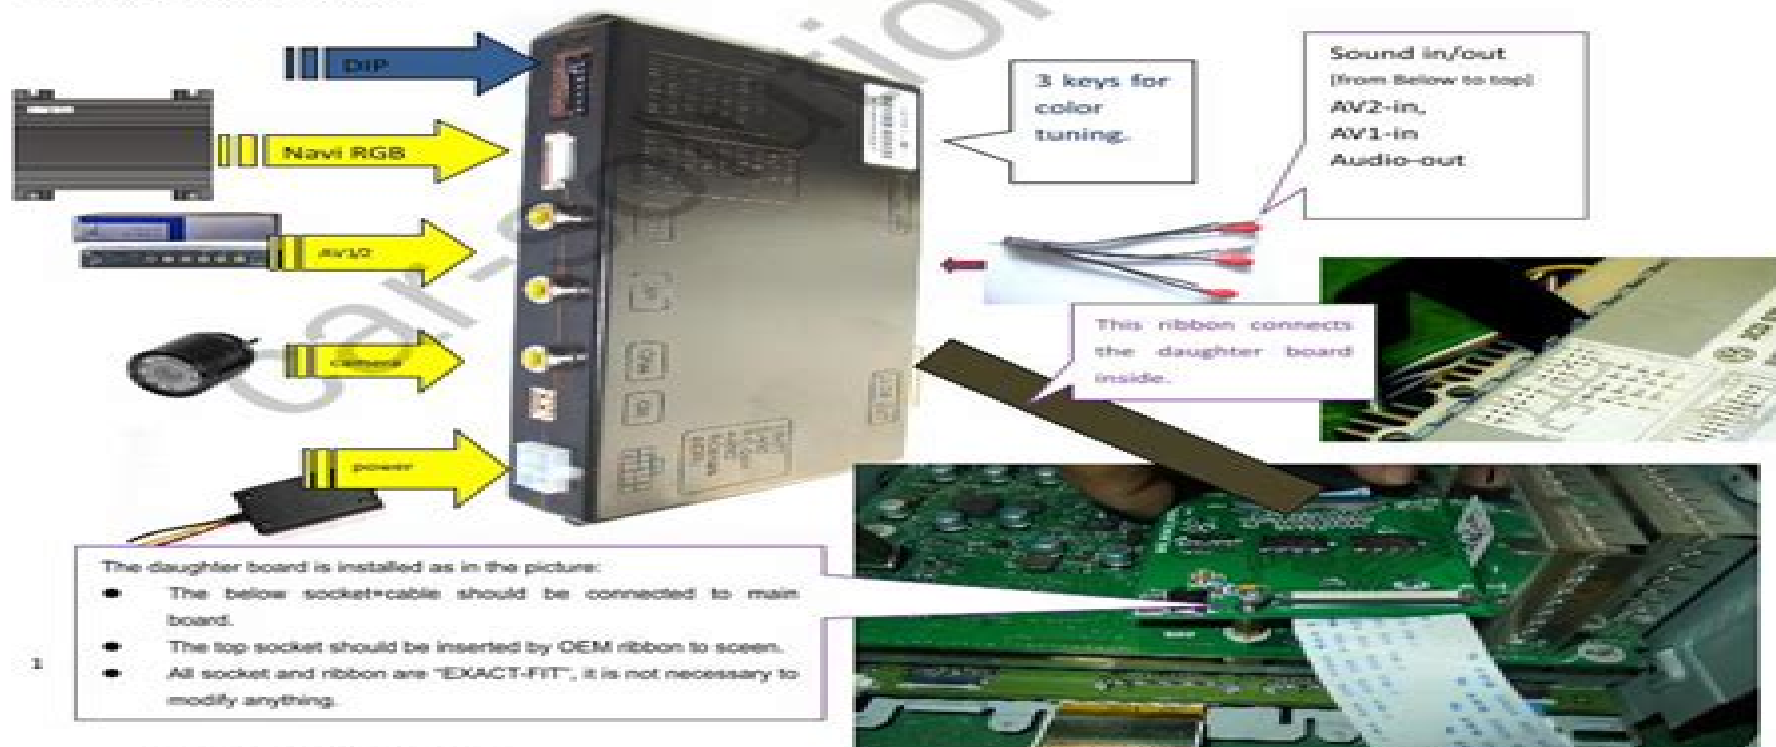 DIP
Navi RGB
AV1/2
camera
power
3 keys for
color
tuning.
Sound in/out
[from Below to top]
AV2-in,
AV1-in
Audio-out
This ribbon connects
the daughter board
inside.
The daughter board is installed as in the picture:
● The below socket+cable should be connected to main
board.
● The top socket should be inserted by OEM ribbon to sceen.
● All socket and ribbon are "EXACT-FIT", it is not necessary to
modify anything.
1